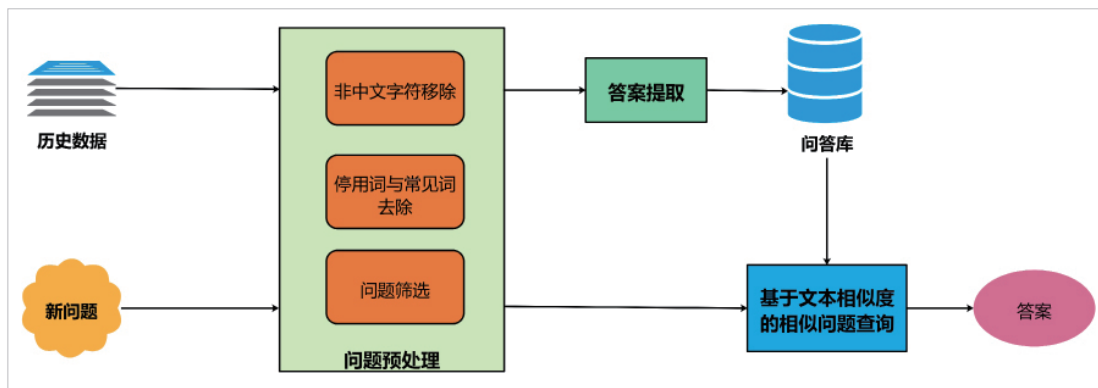 非中文字符移除
答案提取
历史数据
问答库
停用词与常见词
去除
新问题
问题筛选
基于文本相似度
的相似问题查询
答案
问题预处理